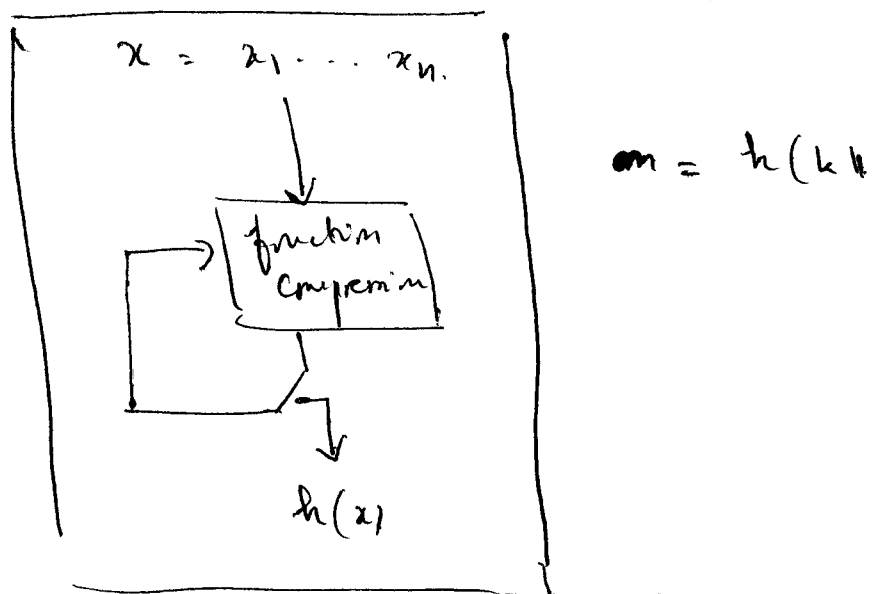 x = x1 . . . xn.
m = h(k ||
function
compression
h(x)